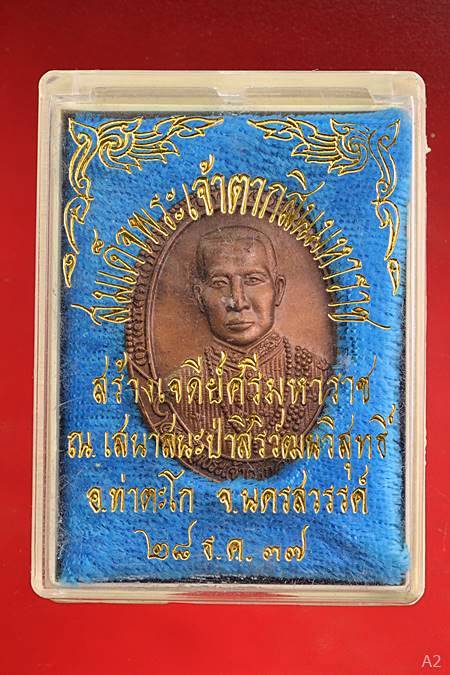 สมเด็จพระเจ้าตากสินมหาราช
สร้างเจดีย์ศรีมหาราช
ณ เสนาสนะป่าสิริวัฒนวิสุทธิ์
อ.ท่าตะโก จ.นครสวรรค์
๒๘ ธ.ค. ๓๗
A2